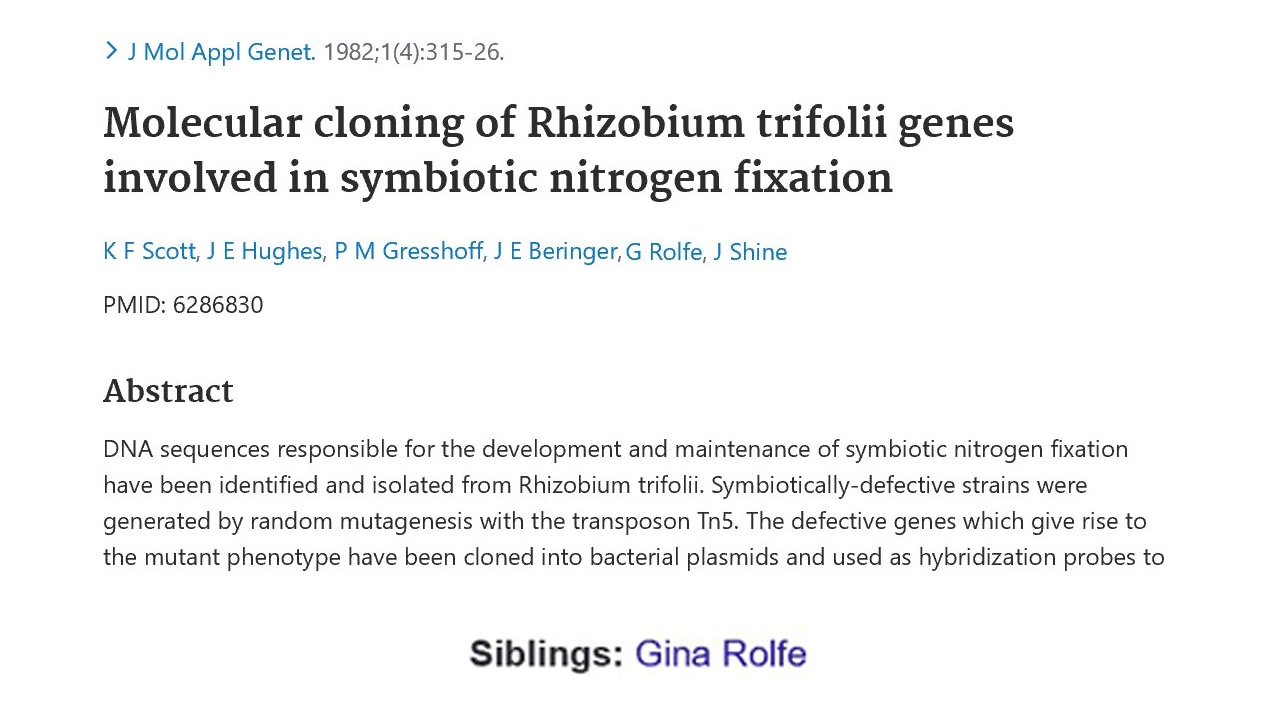 > J Mol Appl Genet. 1982;1(4):315-26.
Molecular cloning of Rhizobium trifolii genes
involved in symbiotic nitrogen fixation
K F Scott, J E Hughes, P M Gresshoff, J E Beringer, G Rolfe, J Shine
PMID: 6286830
Abstract
DNA sequences responsible for the development and maintenance of symbiotic nitrogen fixation
have been identified and isolated from Rhizobium trifolii. Symbiotically-defective strains were
generated by random mutagenesis with the transposon Tn5. The defective genes which give rise to
the mutant phenotype have been cloned into bacterial plasmids and used as hybridization probes to
Siblings: Gina Rolfe